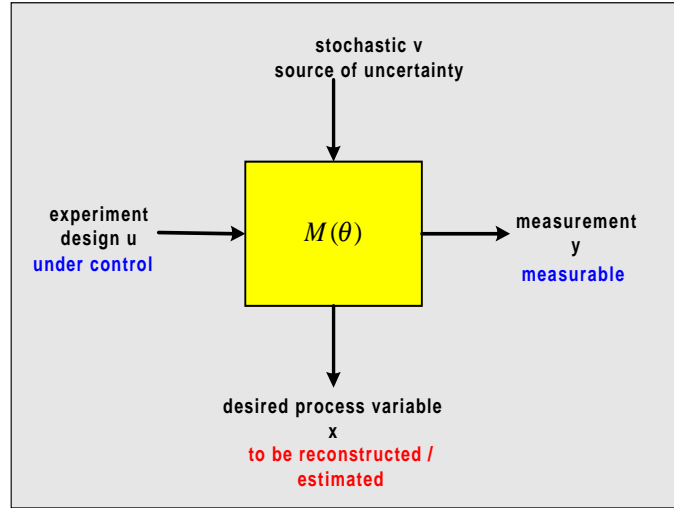 stochastic v
source of uncertainty
experiment
design u
under control
M(θ)
measurement
y
measurable
desired process variable
x
to be reconstructed /
estimated